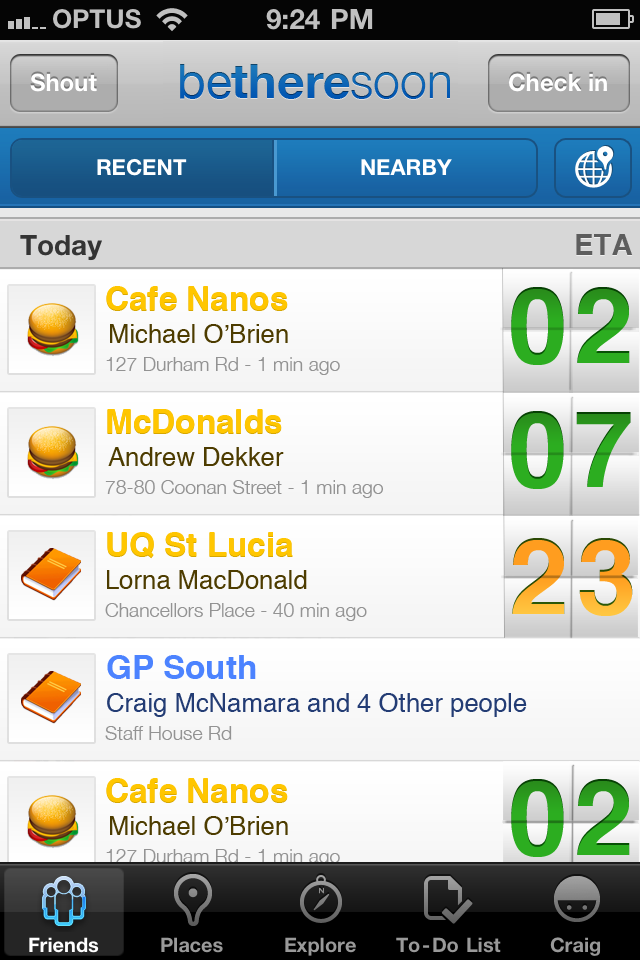 OPTUS 9:24 PM
Shout betheresoon Check in
RECENT NEARBY
Today ETA
Cafe Nanos
Michael O’Brien
127 Durham Rd - 1 min ago
02
McDonalds
Andrew Dekker
78-80 Coonan Street - 1 min ago
07
UQ St Lucia
Lorna MacDonald
Chancellors Place - 40 min ago
23
GP South
Craig McNamara and 4 Other people
Staff House Rd
Cafe Nanos
Michael O’Brien
127 Durham Rd - 1 min ago
02
Friends Places Explore To-Do List Craig